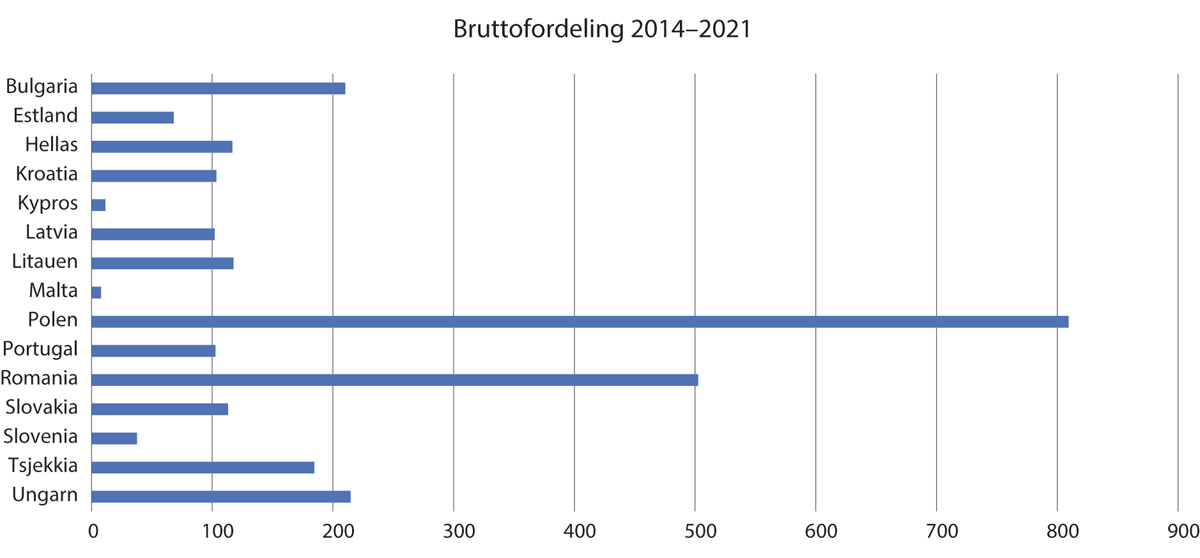 Bruttofordeling 2014–2021
Bulgaria
Estland
Hellas
Kroatia
Kypros
Latvia
Litauen
Malta
Polen
Portugal
Romania
Slovakia
Slovenia
Tsjekkia
Ungarn
0 100 200 300 400 500 600 700 800 900